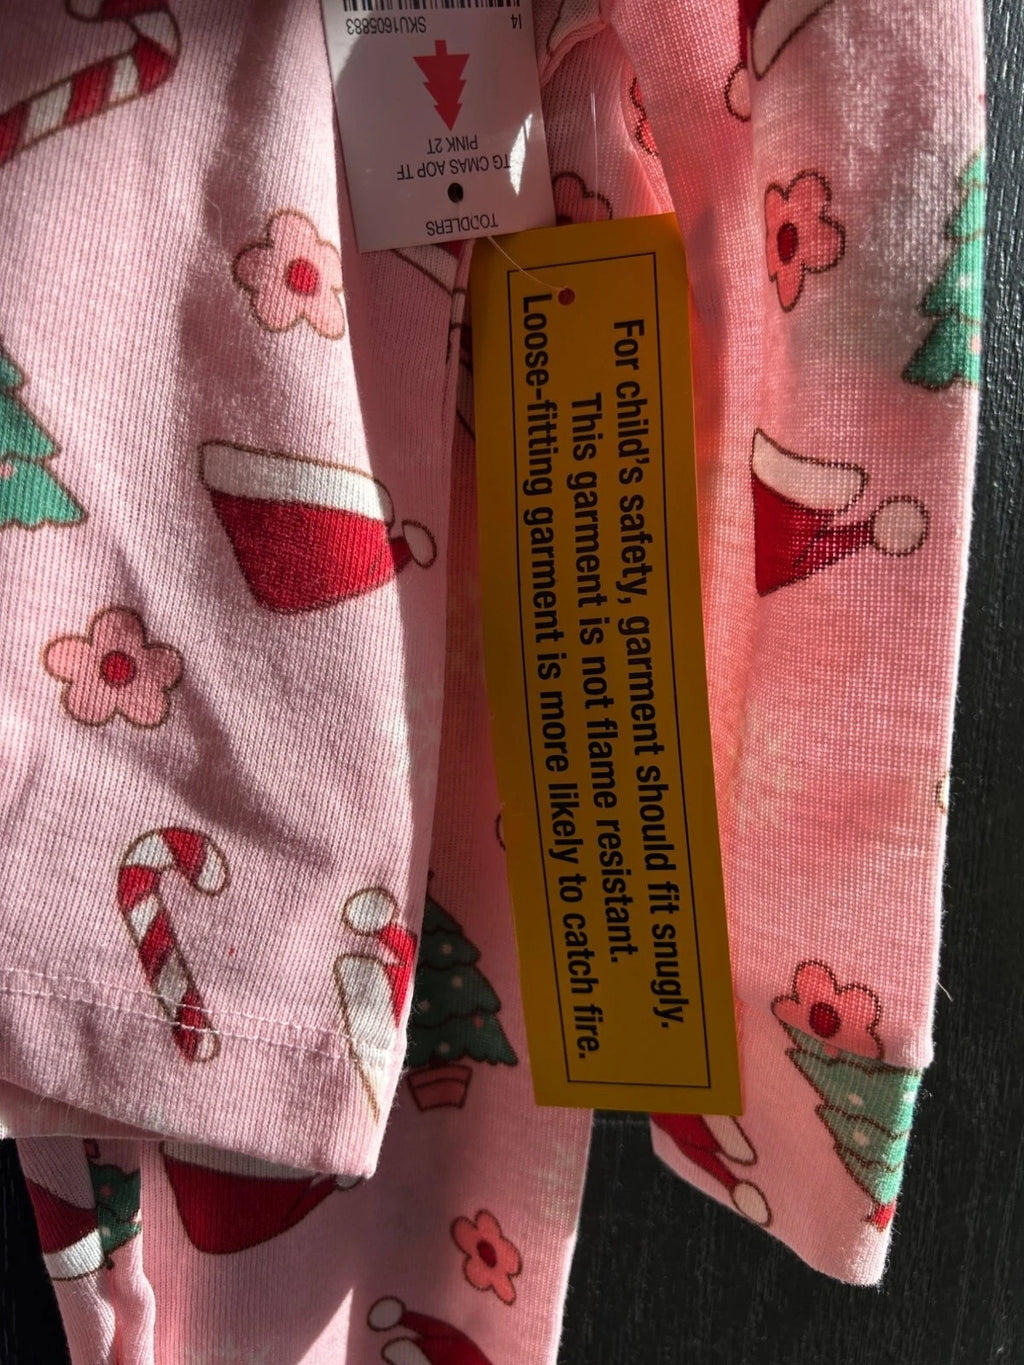 TODDLERS
TG CMAS AOP TF
PINK 2T
SKU1605883
I4
For child's safety, garment should fit snugly.
This garment is not flame resistant.
Loose-fitting garment is more likely to catch fire.